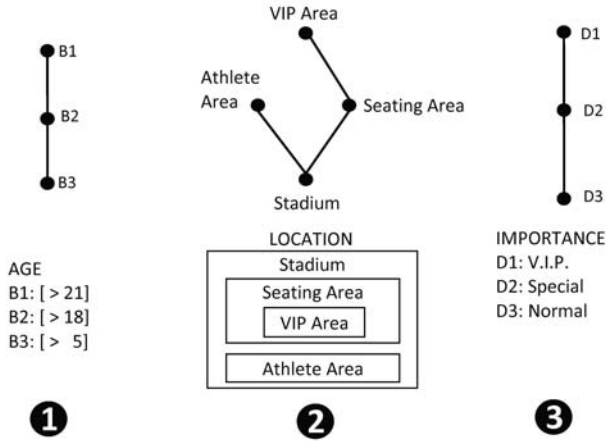 B1
B2
B3
AGE
B1: [ > 21]
B2: [ > 18]
B3: [ >  5]
1
VIP Area
Athlete
Area
Seating Area
Stadium
LOCATION
Stadium
Seating Area
VIP Area
Athlete Area
2
D1
D2
D3
IMPORTANCE
D1: V.I.P.
D2: Special
D3: Normal
3